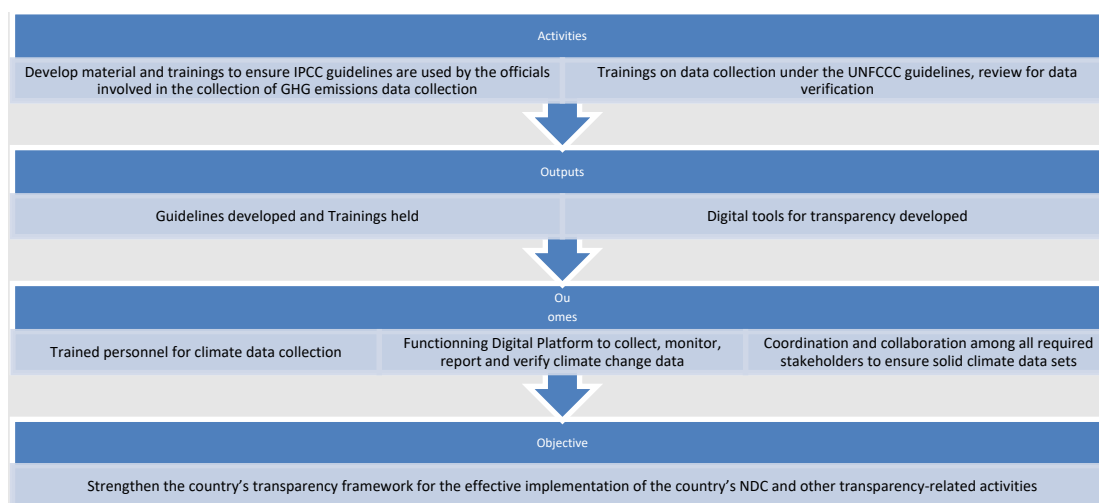 Activities
Develop material and trainings to ensure IPCC guidelines are used by the officials
involved in the collection of GHG emissions data collection
Trainings on data collection under the UNFCCC guidelines, review for data
verification
Outputs
Guidelines developed and Trainings held
Digital tools for transparency developed
Ou
omes
Trained personnel for climate data collection
Functionning Digital Platform to collect, monitor,
report and verify climate change data
Coordination and collaboration among all required
stakeholders to ensure solid climate data sets
Objective
Strengthen the country’s transparency framework for the effective implementation of the country’s NDC and other transparency-related activities